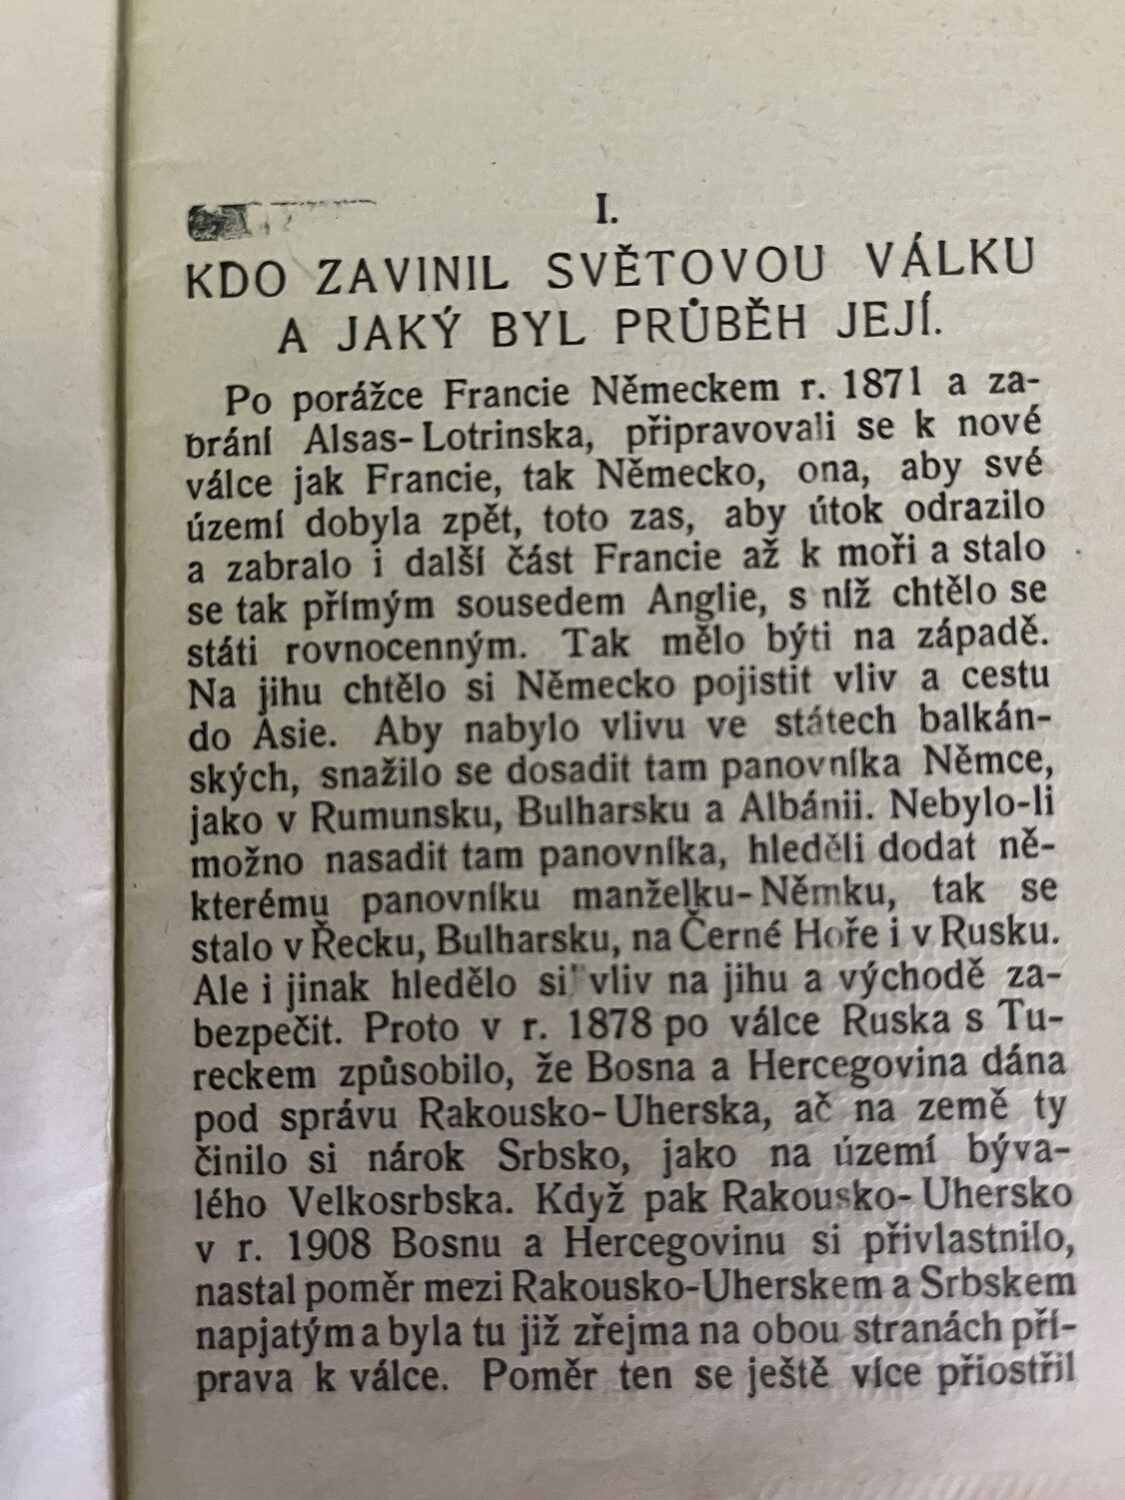 I.
KDO ZAVINIL SVĚTOVOU VÁLKU
A JAKÝ BYL PRŮBĚH JEJÍ.
Po porážce Francie Německem r. 1871 a za-
brání Alsas-Lotrinska, připravovali se k nové
válce jak Francie, tak Německo, ona, aby své
území dobyla zpět, toto zas, aby útok odrazilo
a zabralo i další část Francie až k moři a stalo
se tak přímým sousedem Anglie, s níž chtělo se
státi rovnocenným. Tak mělo býti na západě.
Na jihu chtělo si Německo pojistit vliv a cestu
do Asie. Aby nabylo vlivu ve státech balkán-
ských, snažilo se dosadit tam panovníka Němce,
jako v Rumunsku, Bulharsku a Albánii. Nebylo-li
možno nasadit tam panovníka, hleděli dodat ně-
kterému panovníku manželku-Němku, tak se
stalo v Řecku, Bulharsku, na Černé Hoře i v Rusku.
Ale i jinak hledělo si vliv na jihu a východě za-
bezpečit. Proto v r. 1878 po válce Ruska s Tu-
reckem způsobilo, že Bosna a Hercegovina dána
pod správu Rakousko-Uherska, ač na země ty
činilo si nárok Srbsko, jako na území býva-
lého Velkosrbska. Když pak Rakousko-Uhersko
v r. 1908 Bosnu a Hercegovinu si přivlastnilo,
nastal poměr mezi Rakousko-Uherskem a Srbskem
napjatým a byla tu již zřejma na obou stranách pří-
prava k válce. Poměr ten se ještě více přiostřil